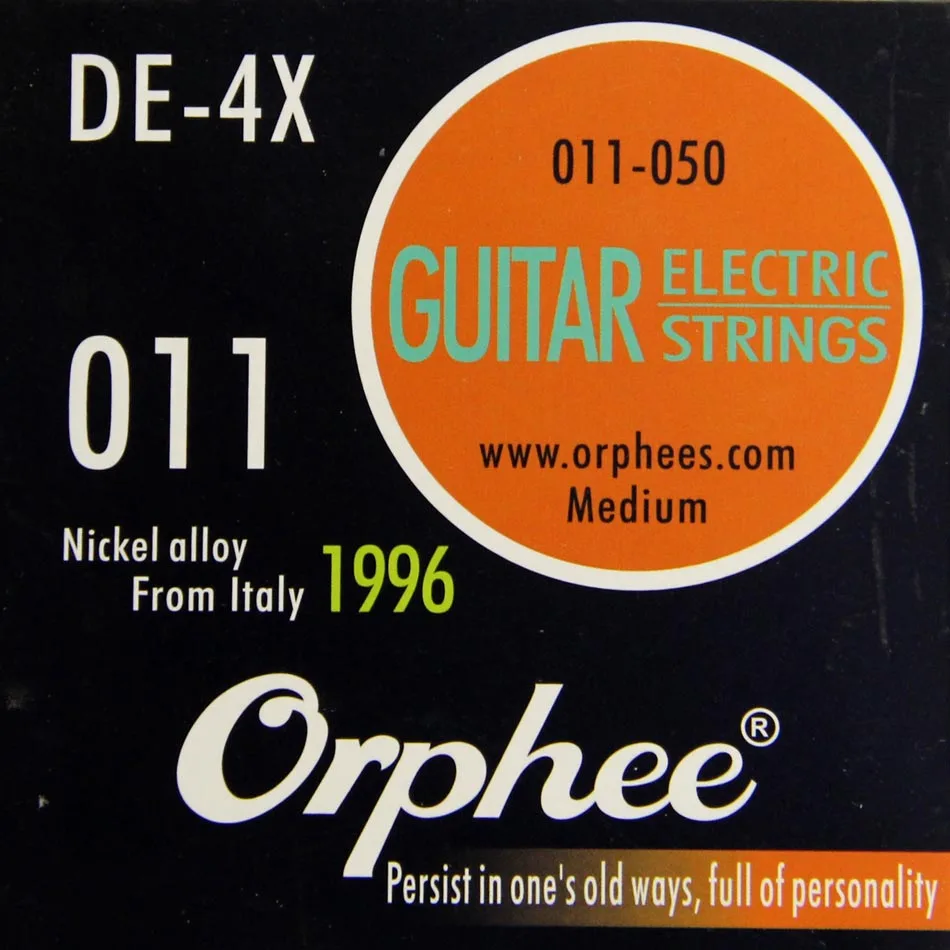 DE-4X
011-050
GUITAR ELECTRIC STRINGS
011
www.orphees.com
Medium
Nickel alloy
From Italy 1996
Orphee®
Persist in one's old ways, full of personality